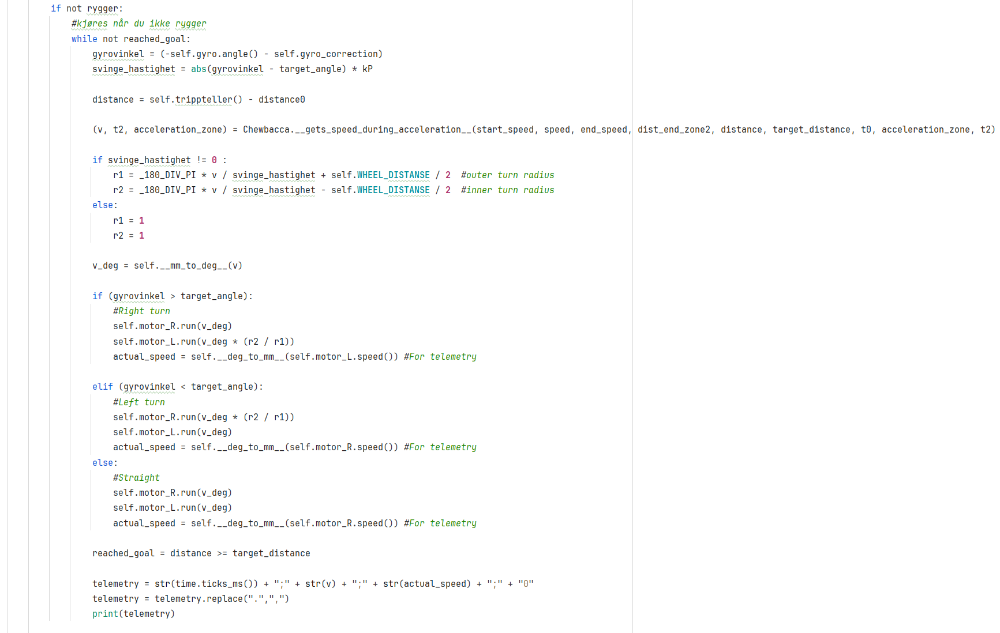 if not rygger:
#kjøres når du ikke rygger
while not reached_goal:
gyrovinkel = (-self.gyro.angle() - self.gyro_correction)
svinge_hastighet = abs(gyrovinkel - target_angle) * kP
distance = self.trippteller() - distance0
(v, t2, acceleration_zone) = Chewbacca.__gets_speed_during_acceleration__(start_speed, speed, end_speed, dist_end_zone2, distance, target_distance, t0, acceleration_zone, t2)
if svinge_hastighet != 0 :
r1 = _180_DIV_PI * v / svinge_hastighet + self.WHEEL_DISTANSE / 2  #outer turn radius
r2 = _180_DIV_PI * v / svinge_hastighet - self.WHEEL_DISTANSE / 2  #inner turn radius
else:
r1 = 1
r2 = 1
v_deg = self.__mm_to_deg__(v)
if (gyrovinkel > target_angle):
#Right turn
self.motor_R.run(v_deg)
self.motor_L.run(v_deg * (r2 / r1))
actual_speed = self.__deg_to_mm__(self.motor_L.speed()) #For telemetry
elif (gyrovinkel < target_angle):
#Left turn
self.motor_R.run(v_deg * (r2 / r1))
self.motor_L.run(v_deg)
actual_speed = self.__deg_to_mm__(self.motor_R.speed()) #For telemetry
else:
#Straight
self.motor_R.run(v_deg)
self.motor_L.run(v_deg)
actual_speed = self.__deg_to_mm__(self.motor_R.speed()) #For telemetry
reached_goal = distance >= target_distance
telemetry = str(time.ticks_ms()) + ";" + str(v) + ";" + str(actual_speed) + ";" + "0"
telemetry = telemetry.replace(".",",")
print(telemetry)